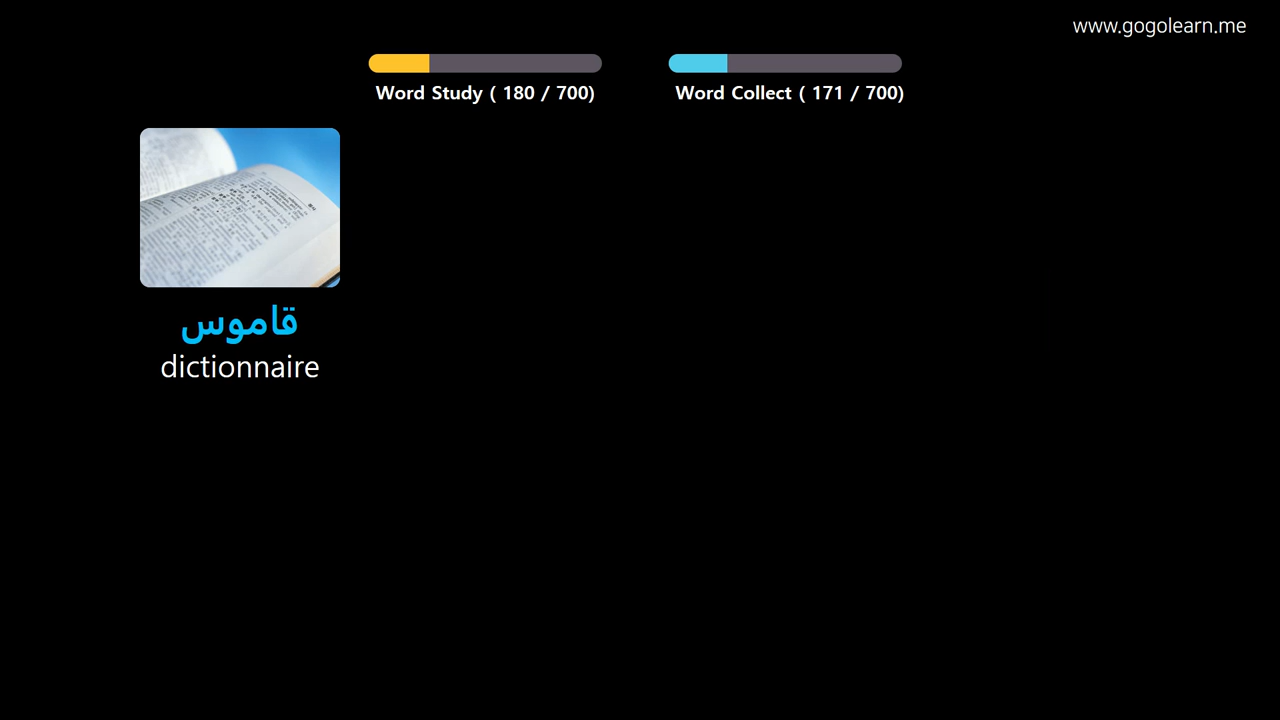 www.gogolearn.me
Word Study ( 180 / 700)
Word Collect ( 171 / 700)
قاموس
dictionnaire